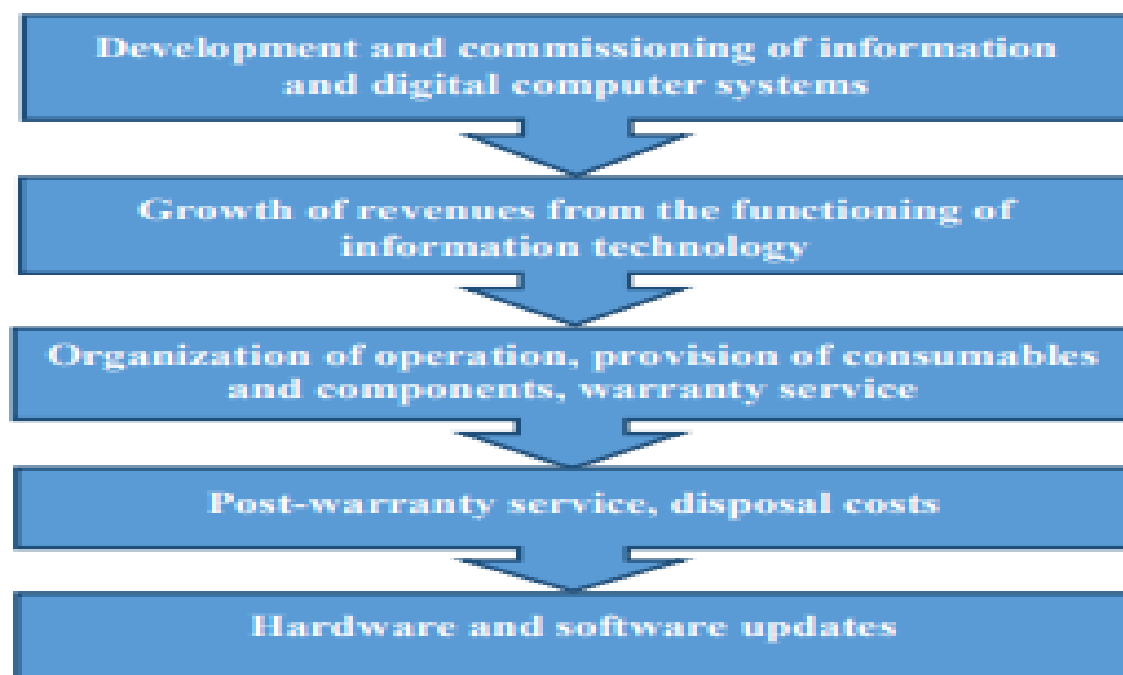 Development and commissioning of information
and digital computer systems
Growth of revenues from the functioning of
information technology
Organization of operation, provision of consumables
and components, warranty service
Post-warranty service, disposal costs
Hardware and software updates